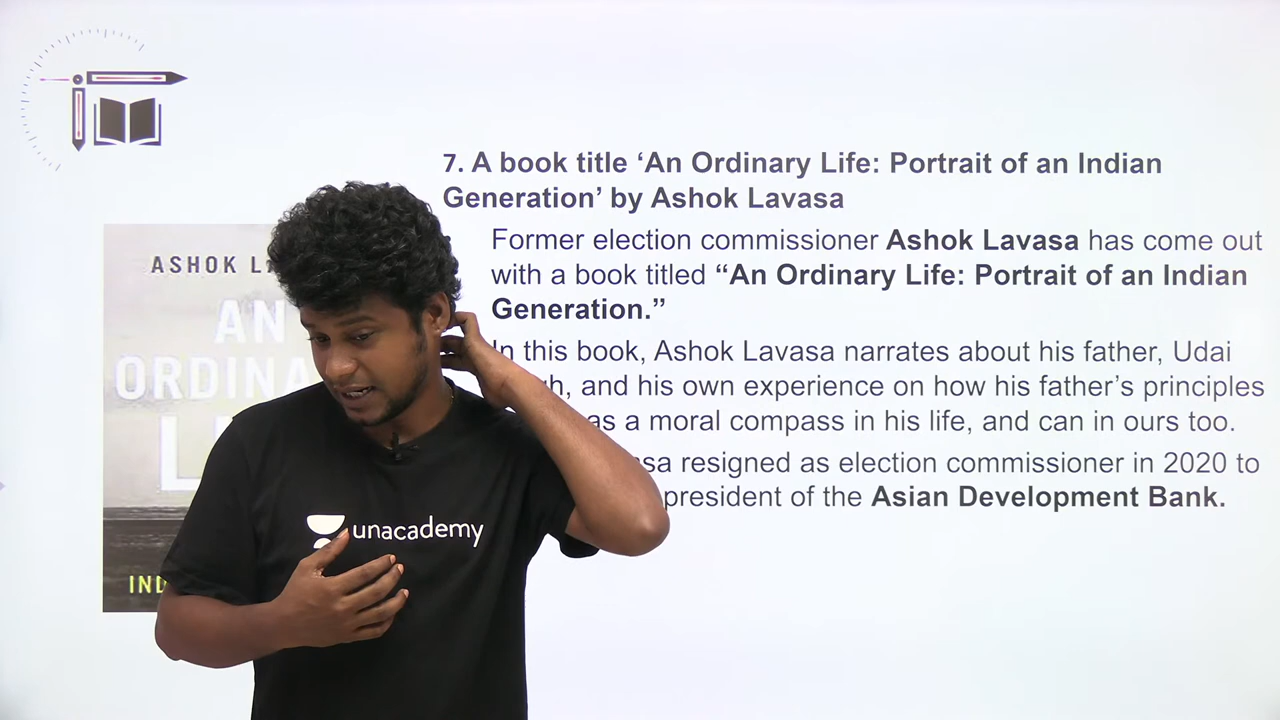 7. A book title ‘An Ordinary Life: Portrait of an Indian
Generation’ by Ashok Lavasa
Former election commissioner Ashok Lavasa has come out
with a book titled “An Ordinary Life: Portrait of an Indian
Generation.”
In this book, Ashok Lavasa narrates about his father, Udai
and his own experience on how his father’s principles
as a moral compass in his life, and can in ours too.
resigned as election commissioner in 2020 to
president of the Asian Development Bank.
ASHOK
AN
unacademy